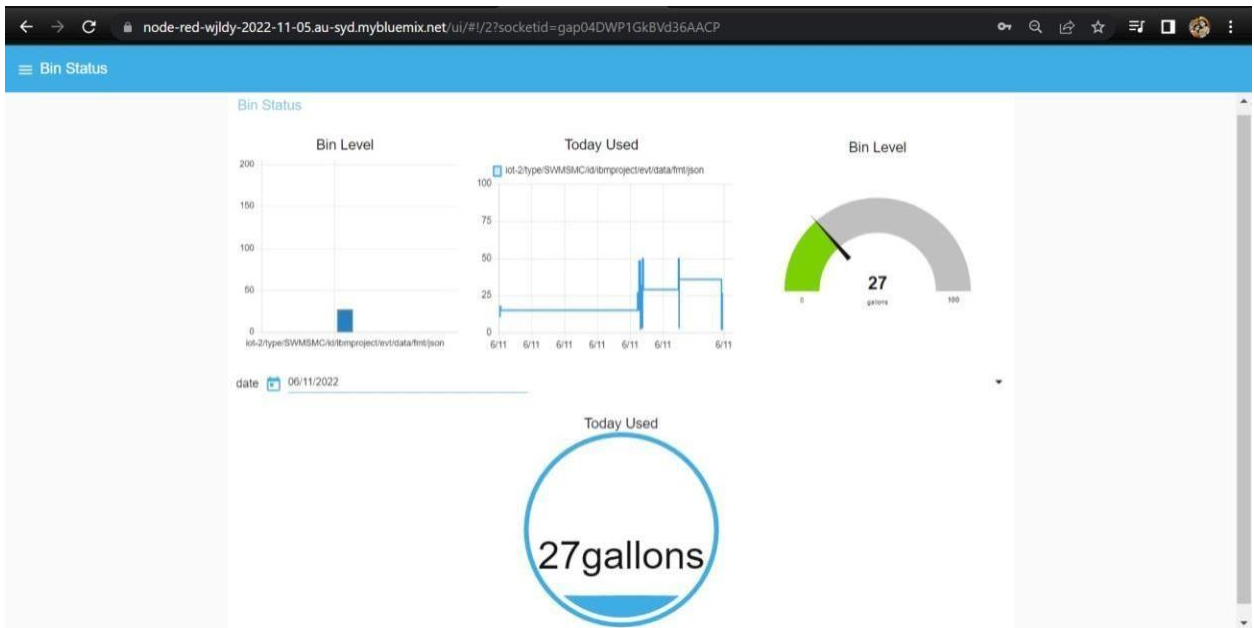 node-red-wjldy-2022-11-05.au-syd.mybluemix.net/ui/#!/2?socketid=gap04DWP1GkBVd36AACP
Bin Status
Bin Status
Bin Level
200
150
100
50
0
iot-2/type/SWMSMC/id/ibmproject/evt/data/fmt/json
Today Used
iot-2/type/SWMSMC/id/ibmproject/evt/data/fmt/json
100
75
50
25
0
6/11 6/11 6/11 6/11 6/11 6/11 6/11
Bin Level
27
gallons
0 100
date 06/11/2022
Today Used
27gallons